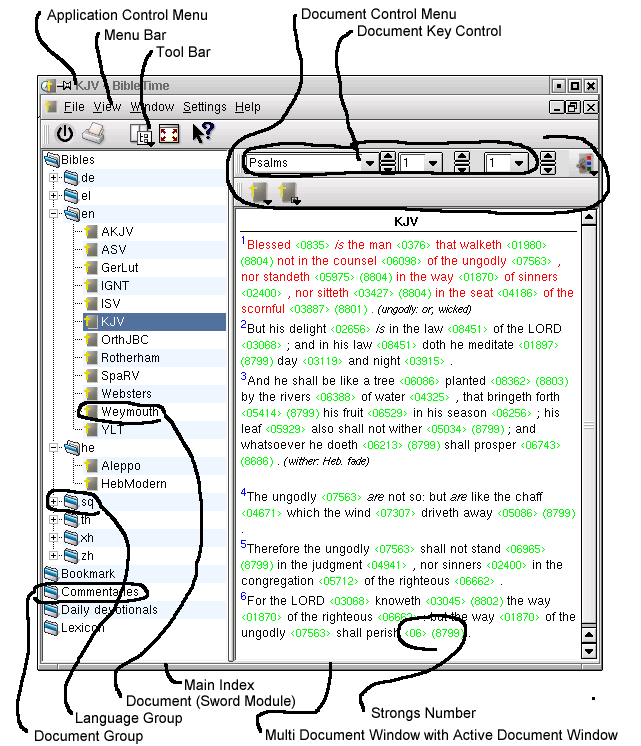 Application Control Menu
Menu Bar
Tool Bar
Document Control Menu
Document Key Control
KJV - BibleTime
File View Window Settings Help
Psalms 1 1
Bibles
de
el
en
AKJV
ASV
GerLut
IGNT
ISV
KJV
OrthJBC
Rotherham
SpaRV
Websters
Weymouth
YLT
he
Aleppo
HebModern
sq
th
xh
zh
Bookmark
Commentaries
Daily devotionals
Lexicon
KJV
1Blessed <0835> is the man <0376> that walketh <01980>
(8804) not in the counsel <06098> of the ungodly <07563> ,
nor standeth <05975> (8804) in the way <01870> of sinners
<02400> , nor sitteth <03427> (8804) in the seat <04186> of the
scornful <03887> (8801) . (ungodly: or, wicked)
2But his delight <02656> is in the law <08451> of the LORD
<03068> ; and in his law <08451> doth he meditate <01897>
(8799) day <03119> and night <03915> .
3And he shall be like a tree <06086> planted <08362> (8803)
by the rivers <06388> of water <04325> , that bringeth forth
<05414> (8799) his fruit <06529> in his season <06256> ; his
leaf <05929> also shall not wither <05034> (8799) ; and
whatsoever he doeth <06213> (8799) shall prosper <06743>
(8686) . (wither: Heb. fade)
4The ungodly <07563> are not so: but are like the chaff
<04671> which the wind <07307> driveth away <05086> (8799)
.
5Therefore the ungodly <07563> shall not stand <06965>
(8799) in the judgment <04941> , nor sinners <02400> in the
congregation <05712> of the righteous <06662> .
6For the LORD <03068> knoweth <03045> (8802) the way
<01870> of the righteous <06662> : but the way <01870> of the
ungodly <07563> shall perish <06> (8799) .
Main Index
Document (Sword Module)
Language Group
Document Group
Strongs Number
Multi Document Window with Active Document Window